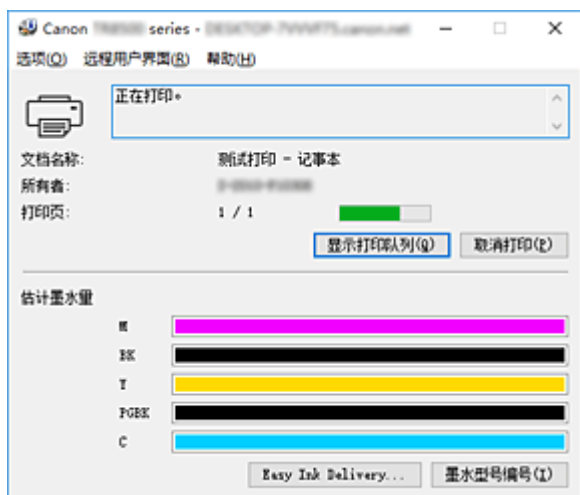 Canon series -
选项(O) 远程用户界面(R) 帮助(H)
正在打印。
文档名称: 测试打印 - 记事本
所有者:
打印页: 1 / 1
显示打印队列(Q) 取消打印(P)
估计墨水量
M
BK
Y
PGBK
C
Easy Ink Delivery... 墨水型号编号(I)